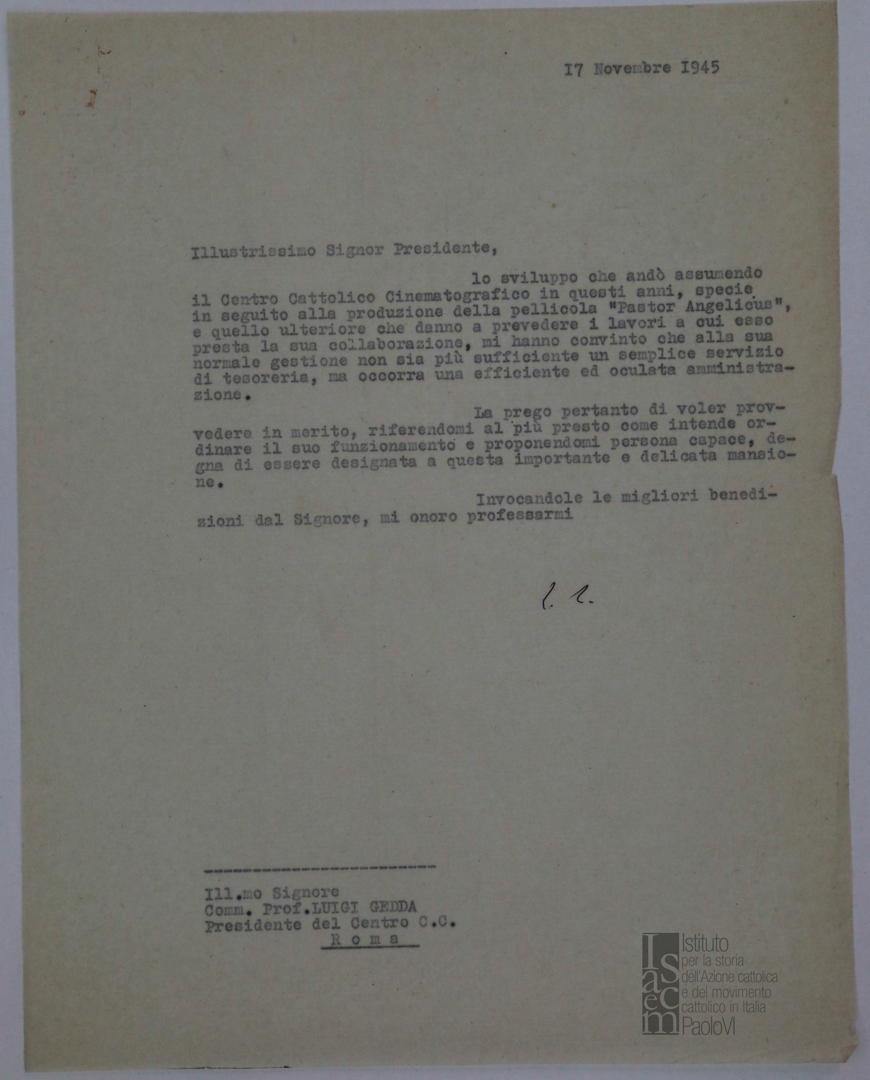 17 Novembre 1945
Illustrissimo Signor Presidente,
lo sviluppo che andò assumendo
il Centro Cattolico Cinematografico in questi anni, specie
in seguito alla produzione della pellicola "Pastor Angelicus",
e quello ulteriore che danno a prevedere i lavori a cui esso
presta la sua collaborazione, mi hanno convinto che alla sua
normale gestione non sia più sufficiente un semplice servizio
di tesoreria, ma occorra una efficiente ed oculata amministra-
zione.
La prego pertanto di voler prov-
vedere in merito, riferendomi al più presto come intende or-
dinare il suo funzionamento e proponendomi persona capace, de-
gna di essere designata a questa importante e delicata mansio-
ne.
Invocandole le migliori benedi-
zioni dal Signore, mi onoro professarmi
Ill.mo Signore
Comm. Prof.LUIGI GEDDA
Presidente del Centro C.C.
R o m a
Isacem
Istituto
per la storia
dell'Azione cattolica
e del movimento
cattolico in Italia
PaoloVI